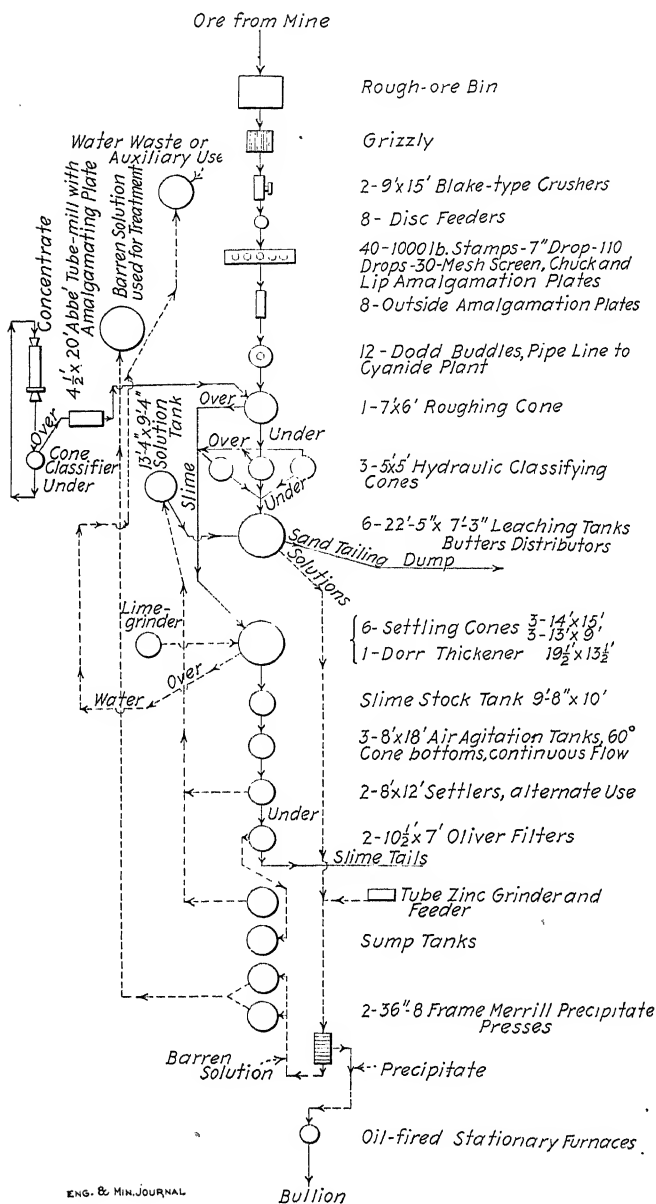 Ore from Mine
Rough-ore Bin
Grizzly
2-9"x15" Blake-type Crushers
8- Disc Feeders
40-1000 lb. Stamps-7" Drop-110
Drops-30-Mesh Screen, Chuck and
Lip Amalgamation Plates
8-Outside Amalgamation Plates
12-Dodd Buddles, Pipe Line to
Cyanide Plant
1-7'x6' Roughing Cone
3-5'x5' Hydraulic Classifying
Cones
6-22'-5"x 7'-3" Leaching Tanks
Butters Distributors
6-Settling Cones 3-14'x15'
3-13'x9'
1-Dorr Thickener 19½'x13½'
Slime Stock Tank 9'-8"x10'
3-8'x18' Air Agitation Tanks, 60°
Cone bottoms, continuous Flow
2-8'x12' Settlers, alternate Use
2-10½'x7' Oliver Filters
Slime Tails
Tube Zinc Grinder and
Feeder
Sump Tanks
2-36"-8 Frame Merrill Precipitate
Presses
Precipitate
Oil-fired Stationary Furnaces
Bullion
Water Waste or
Auxiliary Use
Concentrate
4½'x 20' Abbe' Tube-mill with
Amalgamating Plate
Barren Solution
used for Treatment
Over
Cone
Classifier
Under
13'-4"x9'-4"
Solution
Tank
Slime
Over
Under
Over
Under
Sand Tailing
Dump
Solutions
Lime-
grinder
Over
Water
Under
Barren
Solution
ENG. & MIN. JOURNAL